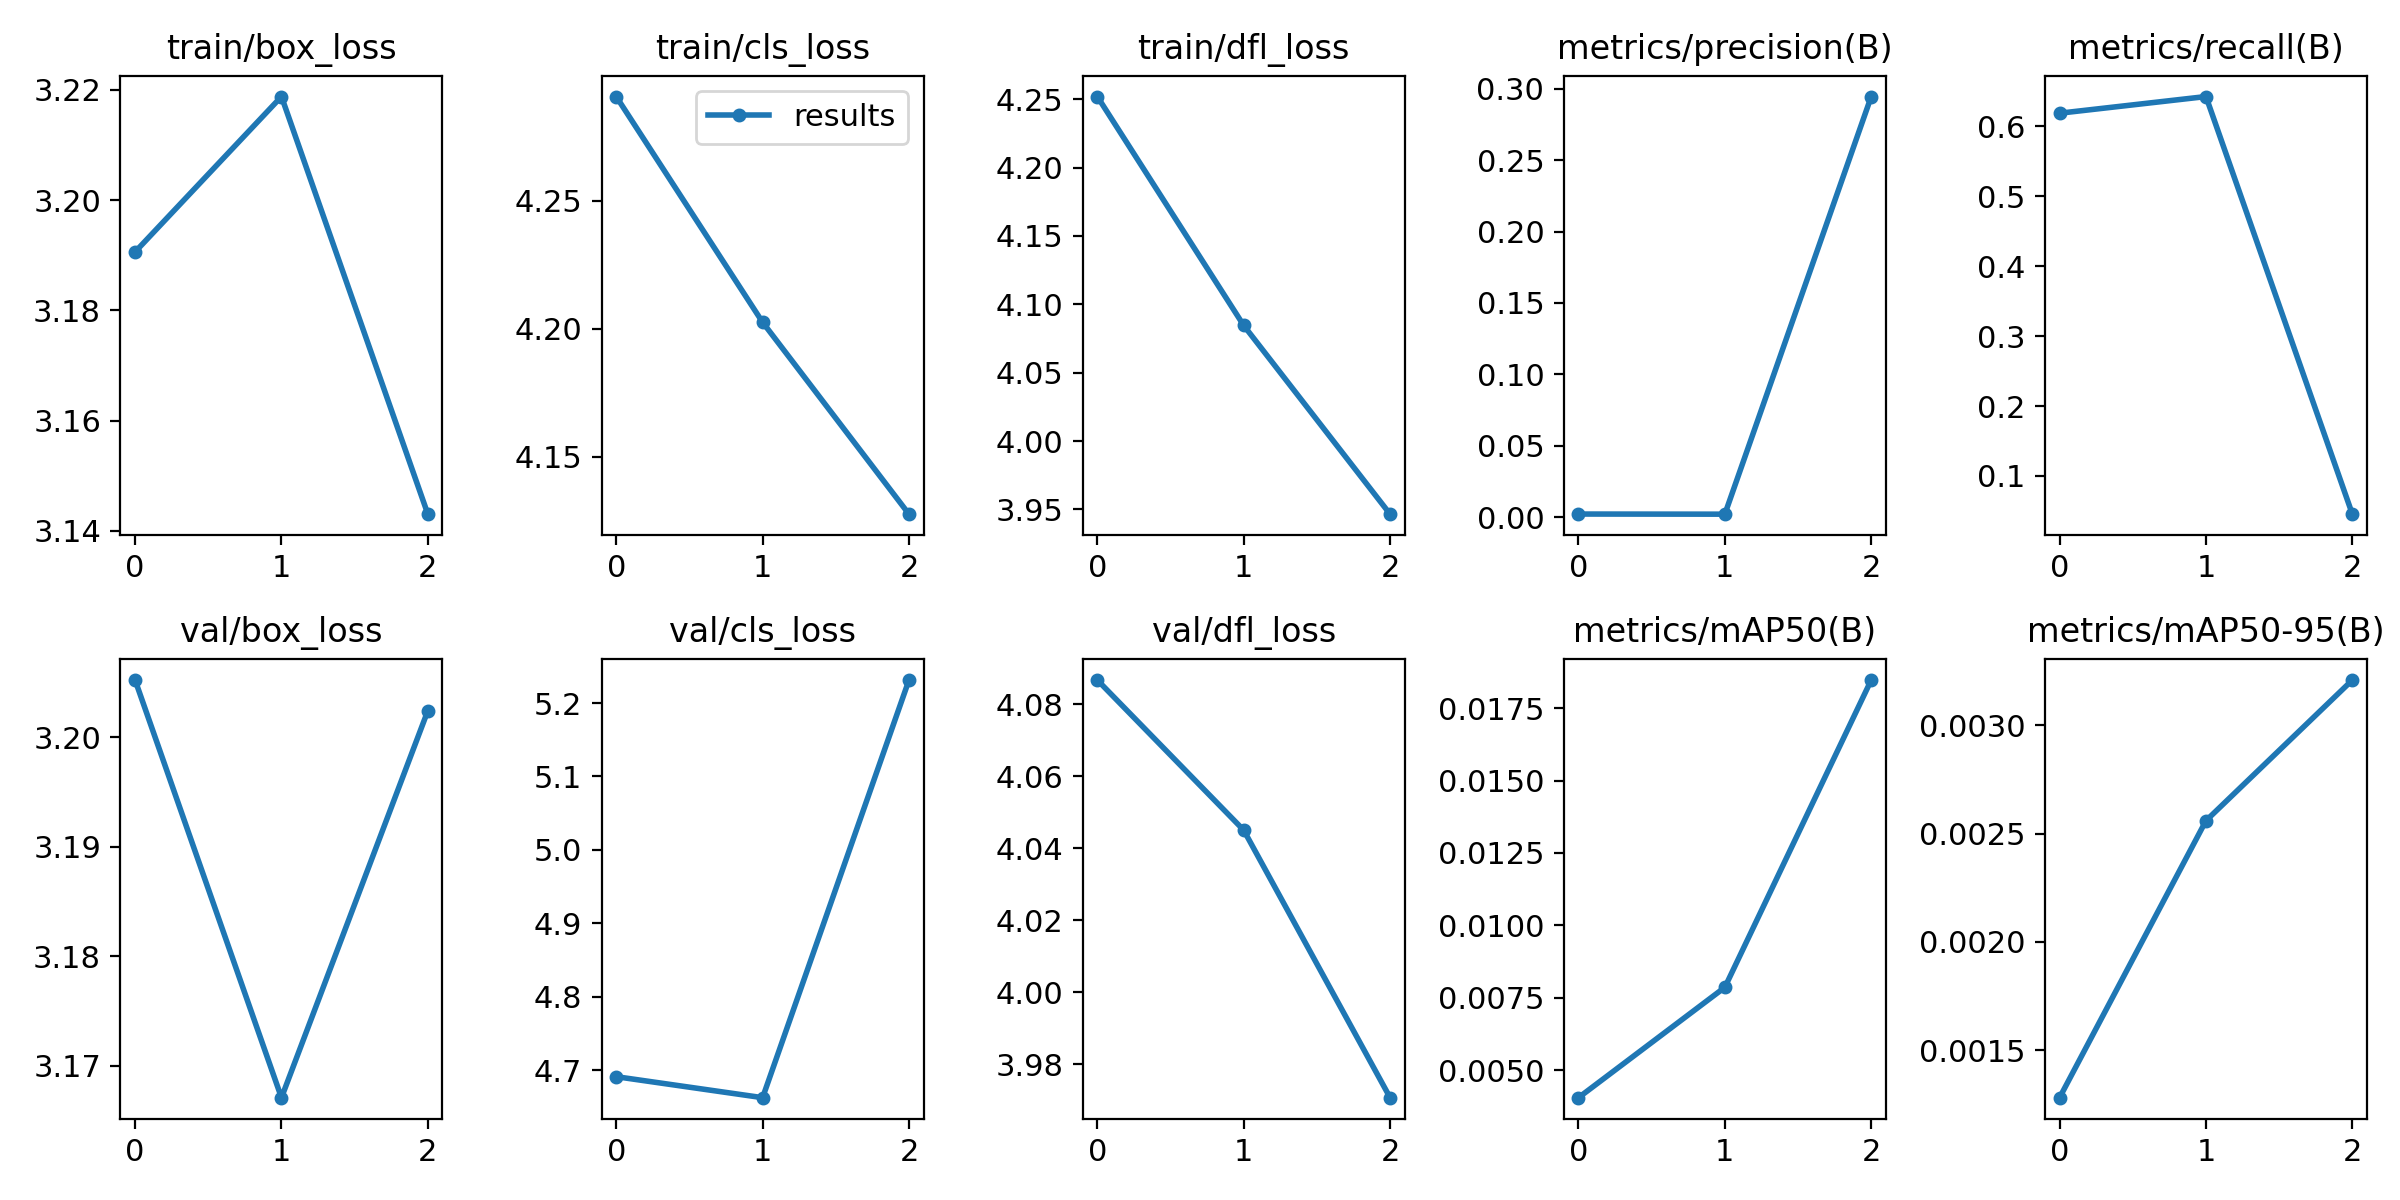 train/box_loss
3.22
3.20
3.18
3.16
3.14
0 1 2
train/cls_loss
results
4.25
4.20
4.15
0 1 2
train/dfl_loss
4.25
4.20
4.15
4.10
4.05
4.00
3.95
0 1 2
metrics/precision(B)
0.30
0.25
0.20
0.15
0.10
0.05
0.00
0 1 2
metrics/recall(B)
0.6
0.5
0.4
0.3
0.2
0.1
0 1 2
val/box_loss
3.20
3.19
3.18
3.17
0 1 2
val/cls_loss
5.2
5.1
5.0
4.9
4.8
4.7
0 1 2
val/dfl_loss
4.08
4.06
4.04
4.02
4.00
3.98
0 1 2
metrics/mAP50(B)
0.0175
0.0150
0.0125
0.0100
0.0075
0.0050
0 1 2
metrics/mAP50-95(B)
0.0030
0.0025
0.0020
0.0015
0 1 2